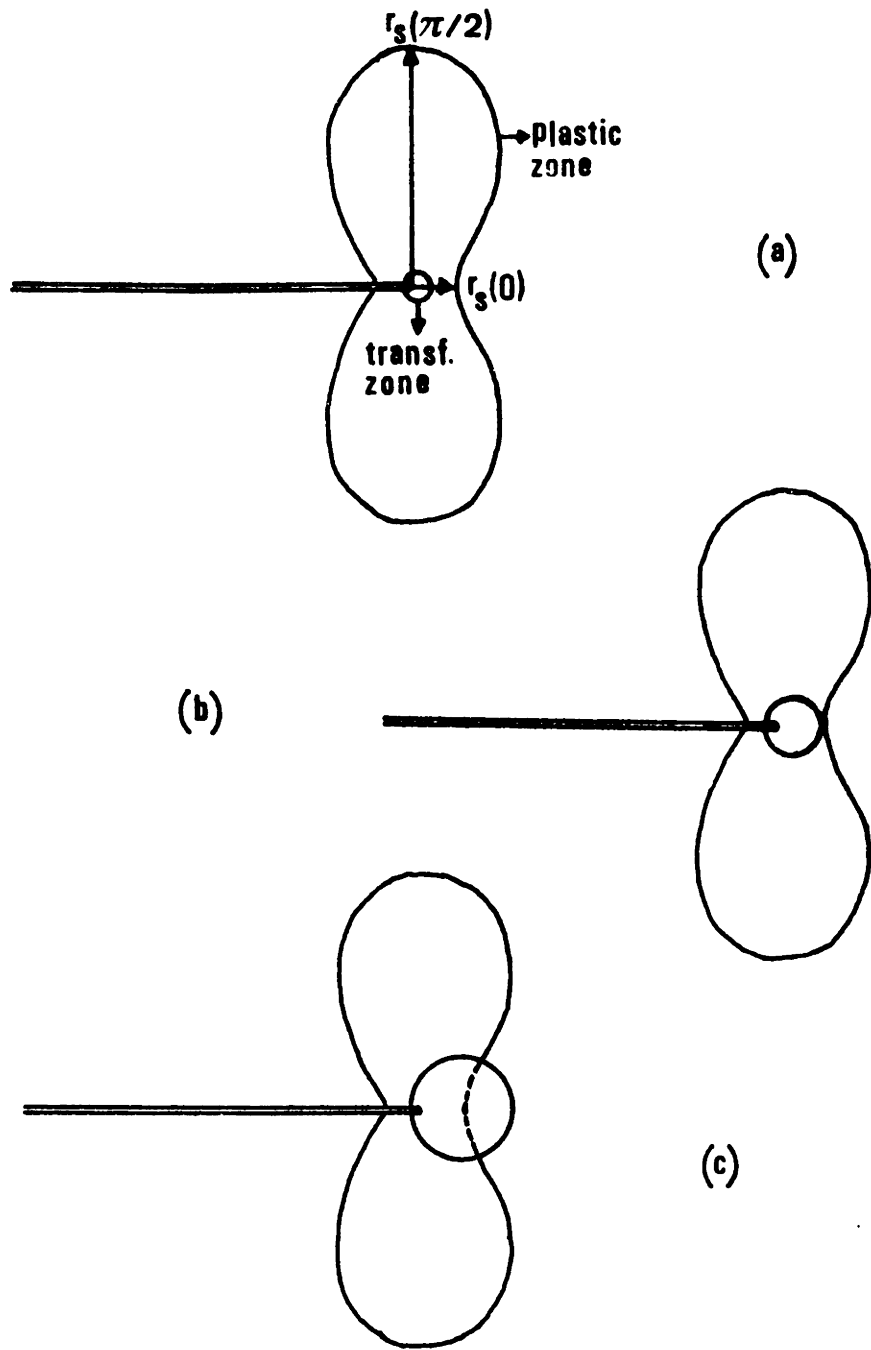 r_s(π/2)
Plastic
zone
(a)
r_s(0)
transf.
zone
(b)
(c)